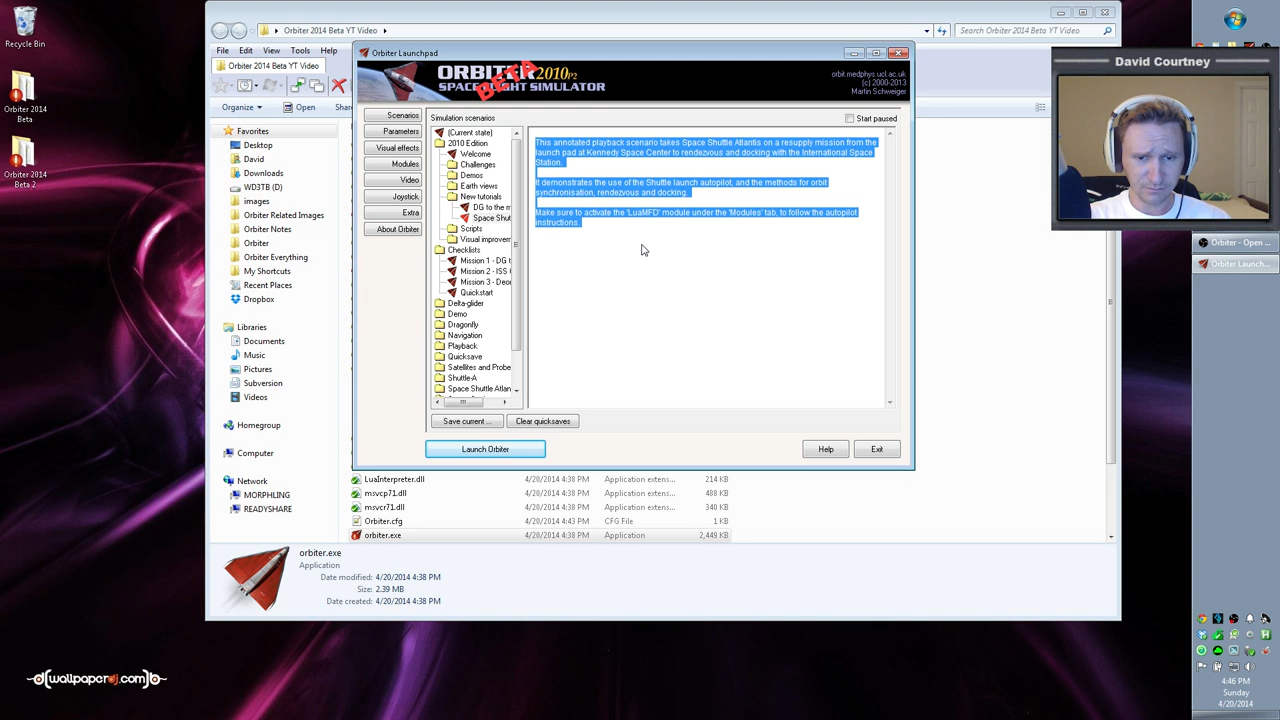 Recycle Bin
Orbiter 2014 Beta
Orbiter 2014 Beta 2
Orbiter 2014 Beta YT Video
Search Orbiter 2014 Beta YT Video
File Edit View Tools Help
Orbiter 2014 Beta YT Video
Organize Open Share
Favorites
Desktop
David
Downloads
WD3TB (D:)
images
Orbiter Related Images
Orbiter Notes
Orbiter
Orbiter Everything
My Shortcuts
Recent Places
Dropbox
Libraries
Documents
Music
Pictures
Subversion
Videos
Homegroup
Computer
Network
MORPHLING
READYSHARE
Orbiter Launchpad
ORBITER 2010P2
BETA
SPACE FLIGHT SIMULATOR
orbit.medphys.ucl.ac.uk
(c) 2000-2013
Martin Schweiger
Scenarios
Parameters
Visual effects
Modules
Video
Joystick
Extra
About Orbiter
Simulation scenarios
Start paused
(Current state)
2010 Edition
Welcome
Challenges
Demos
Earth views
New tutorials
DG to the m
Space Shut
Scripts
Visual improvem
Checklists
Mission 1 - DG t
Mission 2 - ISS
Mission 3 - Deor
Quickstart
Delta-glider
Demo
Dragonfly
Navigation
Playback
Quicksave
Satellites and Probe
Shuttle-A
Space Shuttle Atlan
This annotated playback scenario takes Space Shuttle Atlantis on a resupply mission from the
launch pad at Kennedy Space Center to rendezvous and docking with the International Space
Station.
It demonstrates the use of the Shuttle launch autopilot, and the methods for orbit
synchronisation, rendezvous and docking.
Make sure to activate the 'LuaMFD' module under the 'Modules' tab, to follow the autopilot
instructions.
Save current ...
Clear quicksaves
Launch Orbiter
Help
Exit
LuaInterpreter.dll 4/20/2014 4:38 PM Application extens... 214 KB
msvcp71.dll 4/20/2014 4:38 PM Application extens... 488 KB
msvcr71.dll 4/20/2014 4:38 PM Application extens... 340 KB
Orbiter.cfg 4/20/2014 4:43 PM CFG File 1 KB
orbiter.exe 4/20/2014 4:38 PM Application 2,449 KB
orbiter.exe
Application
Date modified: 4/20/2014 4:38 PM
Size: 2.39 MB
Date created: 4/20/2014 4:38 PM
David Courtney
Orbiter - Open ...
Orbiter Launch...
4:46 PM
Sunday
4/20/2014